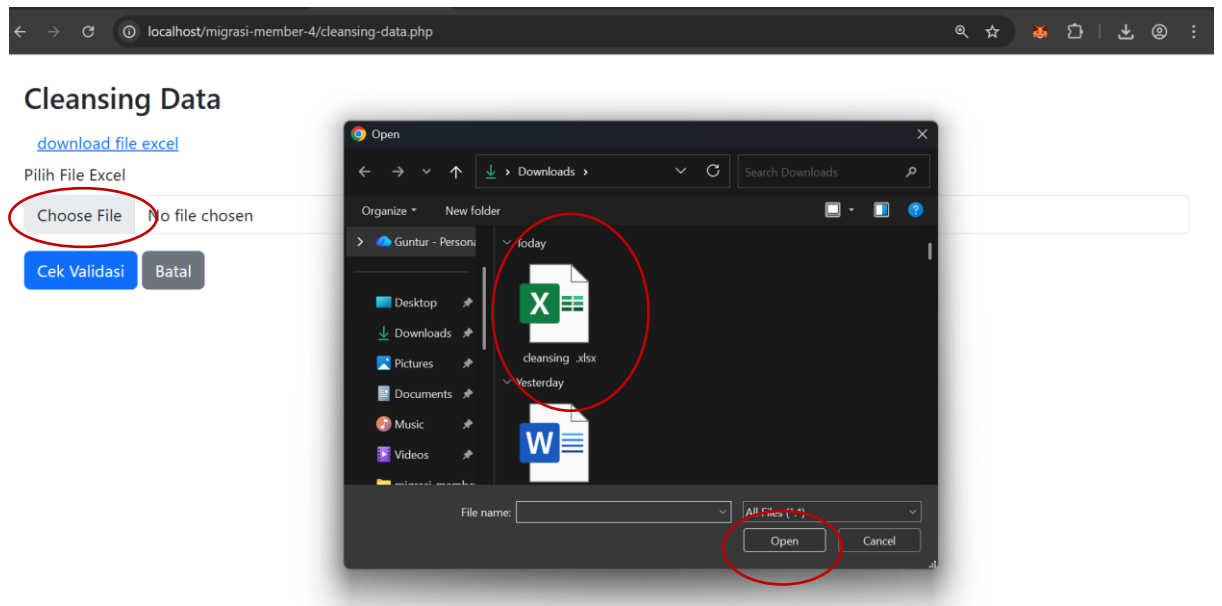 localhost/migrasi-member-4/cleansing-data.php
Cleansing Data
download file excel
Pilih File Excel
Choose File No file chosen
Cek Validasi Batal
Open
Downloads
Search Downloads
Organize New folder
Guntur - Persona
Desktop
Downloads
Pictures
Documents
Music
Videos
Today
cleansing .xlsx
Yesterday
File name:
All Files (*.*)
Open Cancel